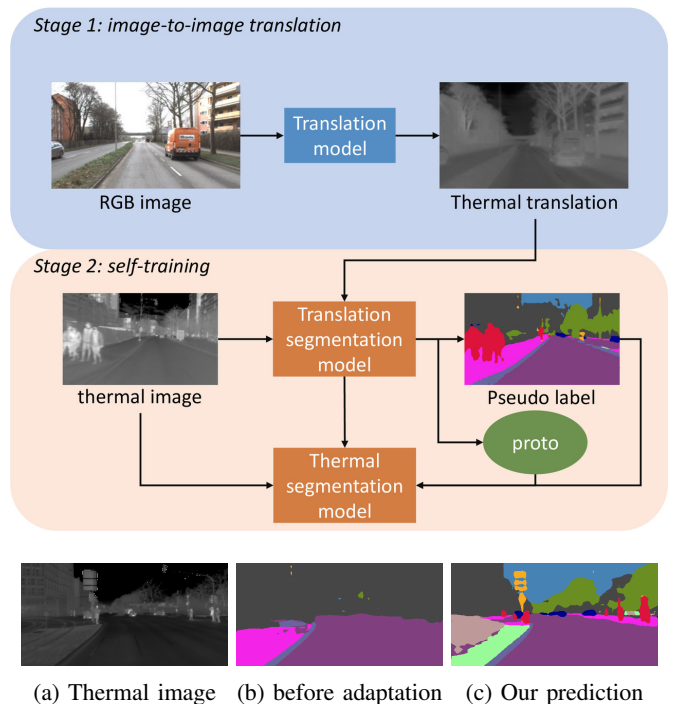 Stage 1: image-to-image translation
Translation
model
RGB image
Thermal translation
Stage 2: self-training
Translation
segmentation
model
thermal image
Pseudo label
proto
Thermal
segmentation
model
(a) Thermal image (b) before adaptation (c) Our prediction